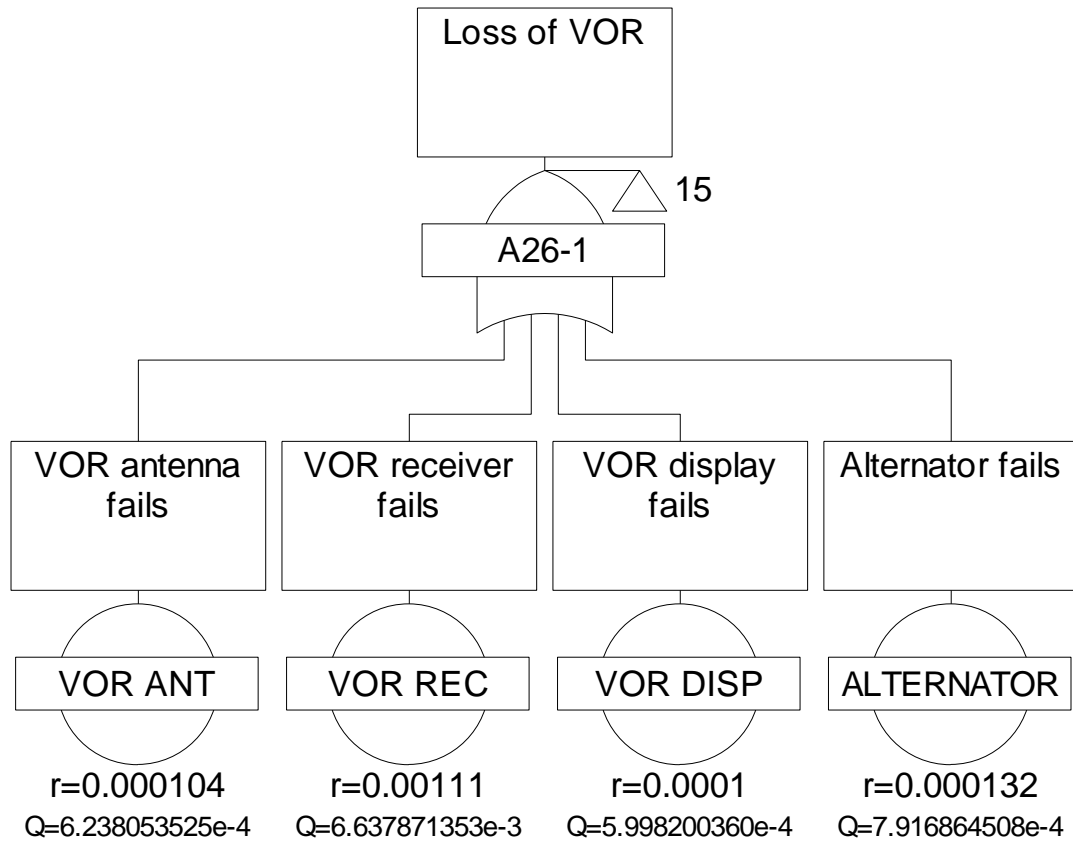 Loss of VOR
15
A26-1
VOR antenna
fails
VOR receiver
fails
VOR display
fails
Alternator fails
VOR ANT
VOR REC
VOR DISP
ALTERNATOR
r=0.000104
r=0.00111
r=0.0001
r=0.000132
Q=6.238053525e-4
Q=6.637871353e-3
Q=5.998200360e-4
Q=7.916864508e-4